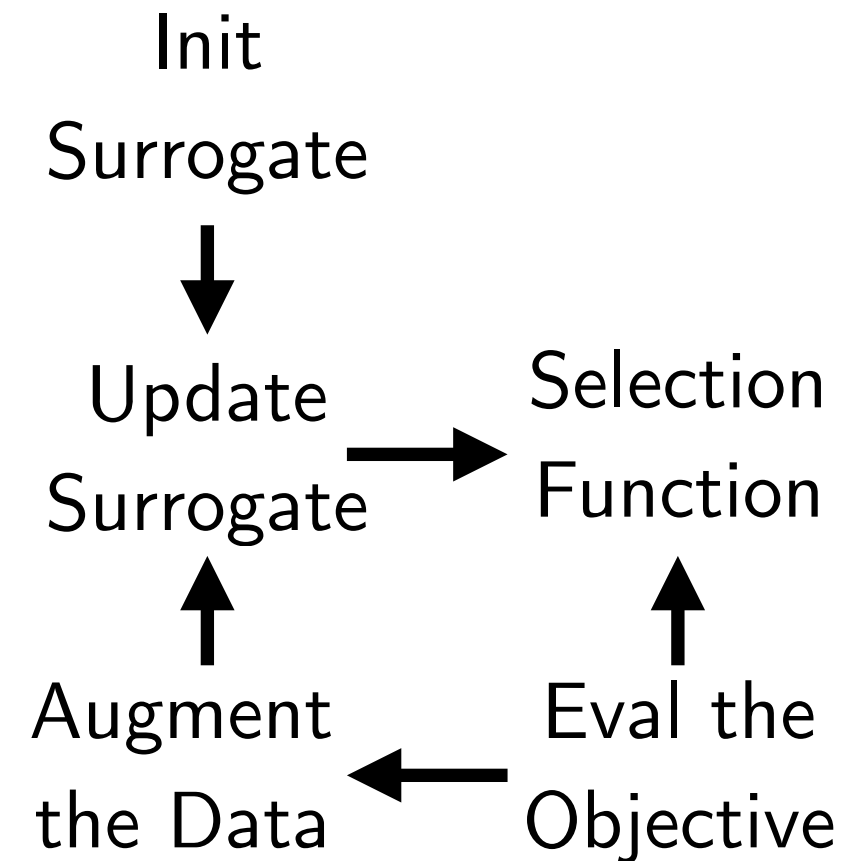 Init
Surrogate
Update
Surrogate
Selection
Function
Augment
the Data
Eval the
Objective